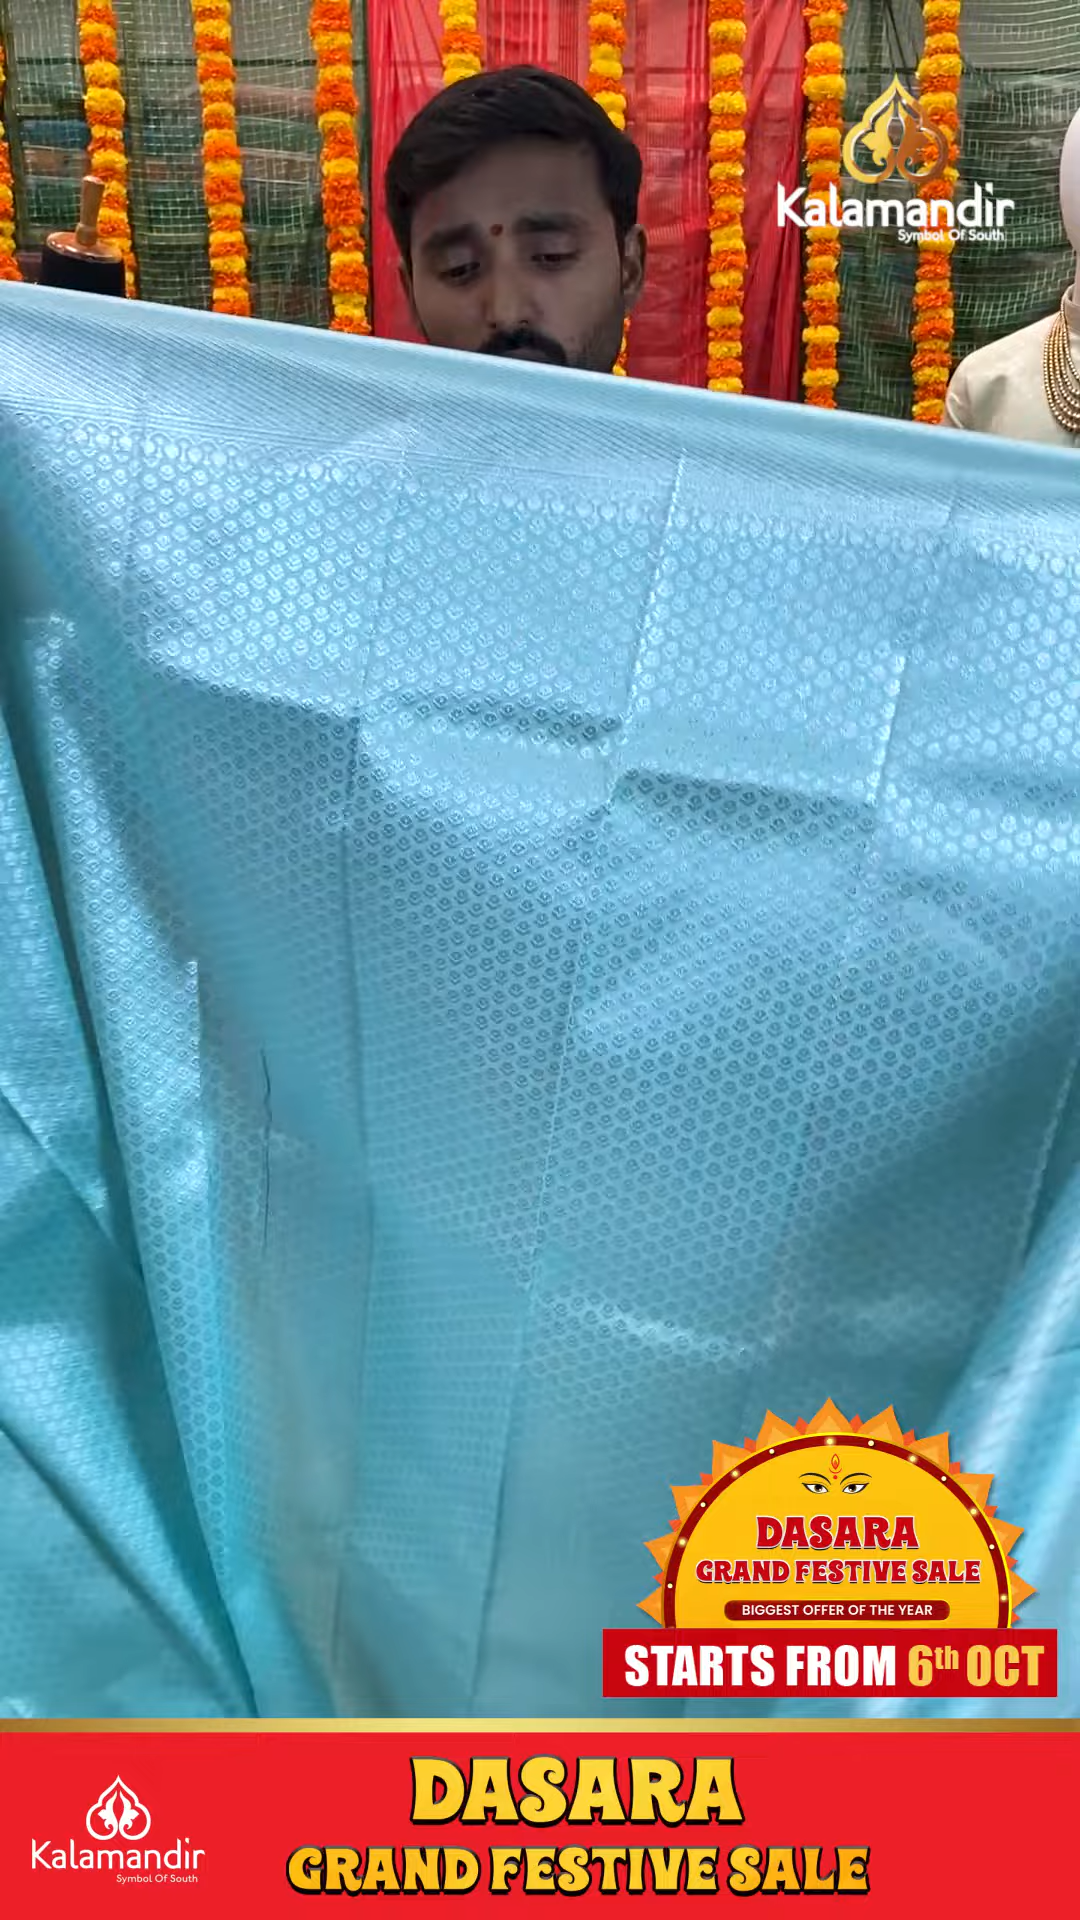 Kalamandir
Symbol Of South
DASARA
GRAND FESTIVE SALE
BIGGEST OFFER OF THE YEAR
STARTS FROM 6th OCT
Kalamandir
Symbol Of South
DASARA
GRAND FESTIVE SALE